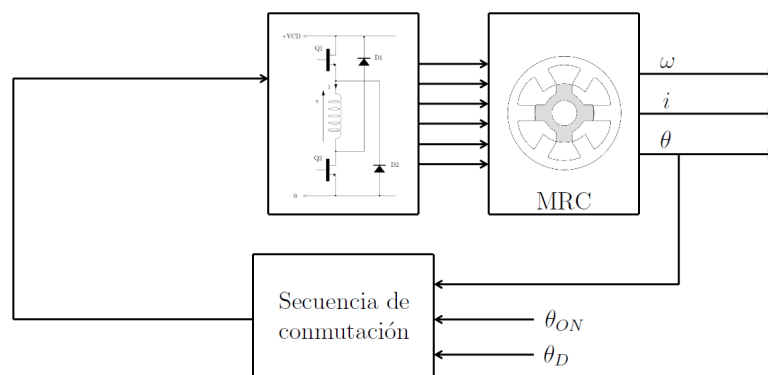 +VCD
Q1
D1
i
v
Q2
D2
0
ω
i
θ
MRC
Secuencia de
conmutación
θ_ON
θ_D